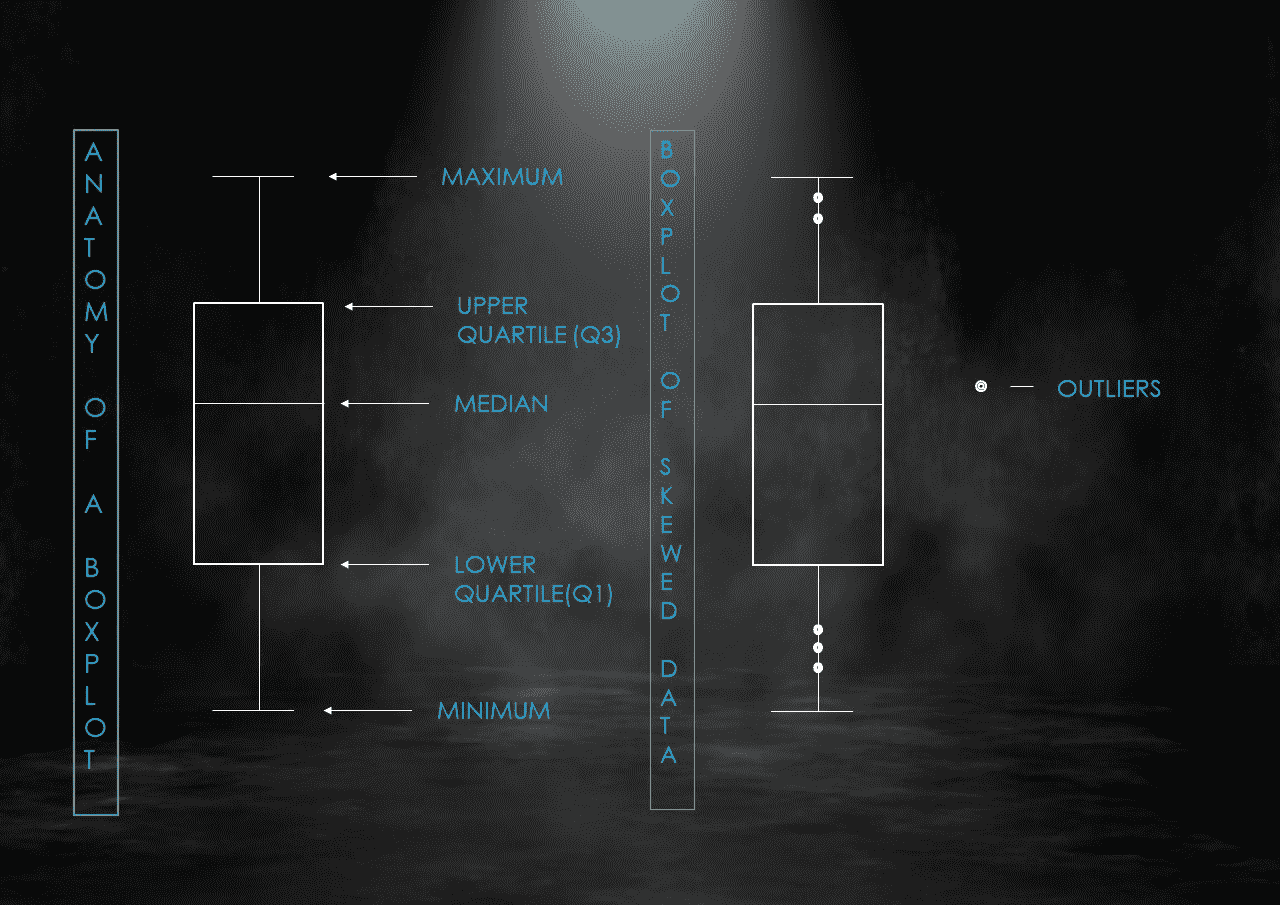 ANATOMY OF A BOXPLOT
MAXIMUM
UPPER
QUARTILE (Q3)
MEDIAN
LOWER
QUARTILE(Q1)
MINIMUM
BOXPLOT OF SKEWED DATA
OUTLIERS